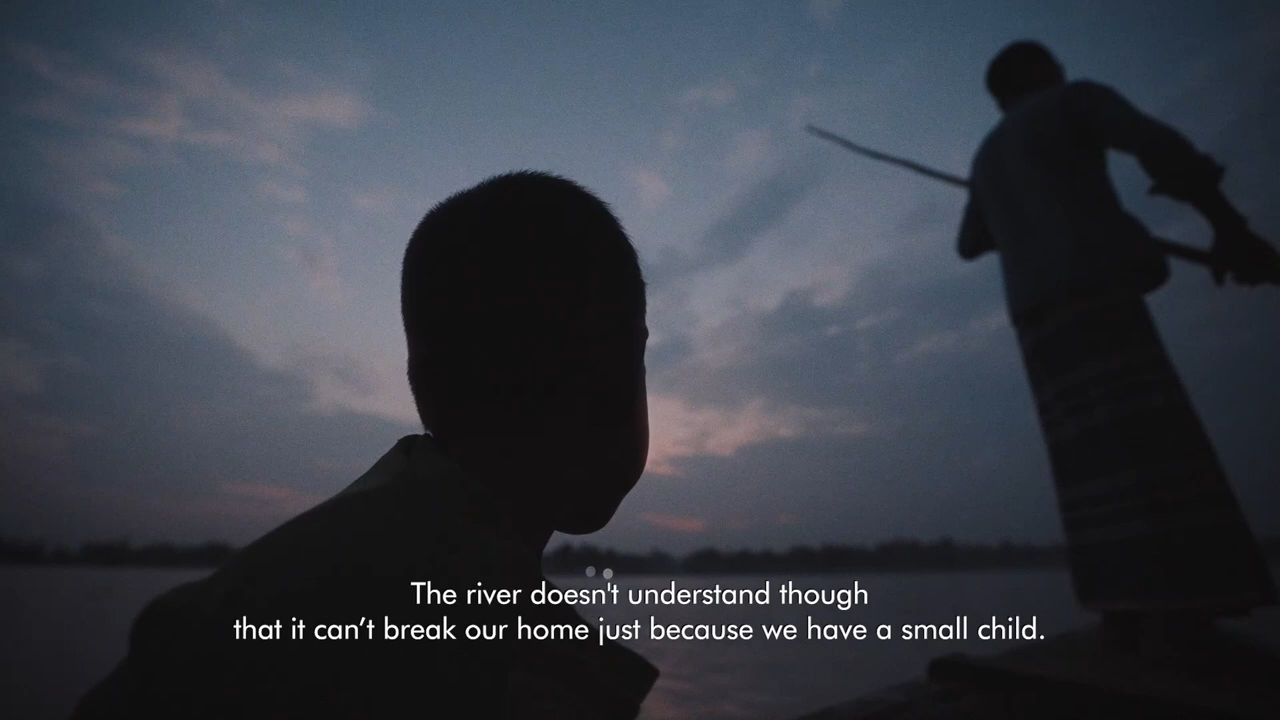 The river doesn't understand though
that it can’t break our home just because we have a small child.